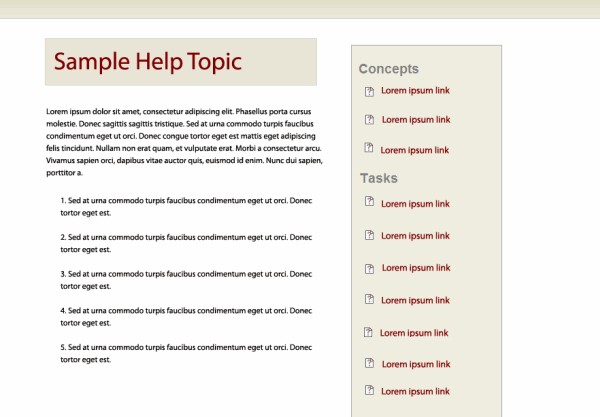 Sample Help Topic
Lorem ipsum dolor sit amet, consectetur adipiscing elit. Phasellus porta cursus
molestie. Donec sagittis sagittis tristique. Sed at urna commodo turpis faucibus
condimentum eget ut orci. Donec congue tortor eget est mattis eget adipiscing
felis tincidunt. Nullam non erat quam, et vulputate erat. Morbi a consectetur arcu.
Vivamus sapien orci, dapibus vitae auctor quis, euismod id enim. Nunc dui sapien,
porttitor a.
1. Sed at urna commodo turpis faucibus condimentum eget ut orci. Donec
tortor eget est.
2. Sed at urna commodo turpis faucibus condimentum eget ut orci. Donec
tortor eget est.
3. Sed at urna commodo turpis faucibus condimentum eget ut orci. Donec
tortor eget est.
4. Sed at urna commodo turpis faucibus condimentum eget ut orci. Donec
tortor eget est.
5. Sed at urna commodo turpis faucibus condimentum eget ut orci. Donec
tortor eget est.
Concepts
Lorem ipsum link
Lorem ipsum link
Lorem ipsum link
Tasks
Lorem ipsum link
Lorem ipsum link
Lorem ipsum link
Lorem ipsum link
Lorem ipsum link
Lorem ipsum link
Lorem ipsum link